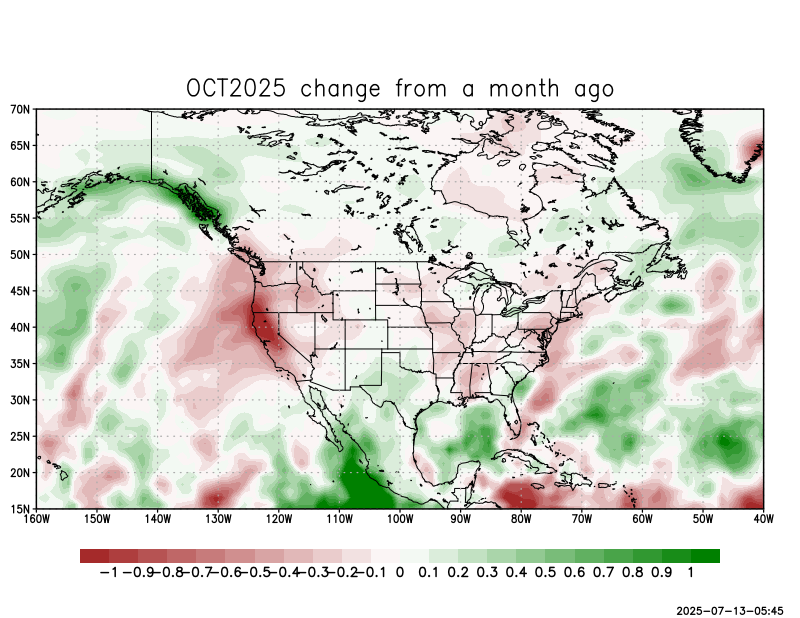 OCT2025 change from a month ago
70N
65N
60N
55N
50N
45N
40N
35N
30N
25N
20N
15N
160W 150W 140W 130W 120W 110W 100W 90W 80W 70W 60W 50W 40W
-1 -0.9 -0.8 -0.7 -0.6 -0.5 -0.4 -0.3 -0.2 -0.1 0 0.1 0.2 0.3 0.4 0.5 0.6 0.7 0.8 0.9 1
2025-07-13-05:45